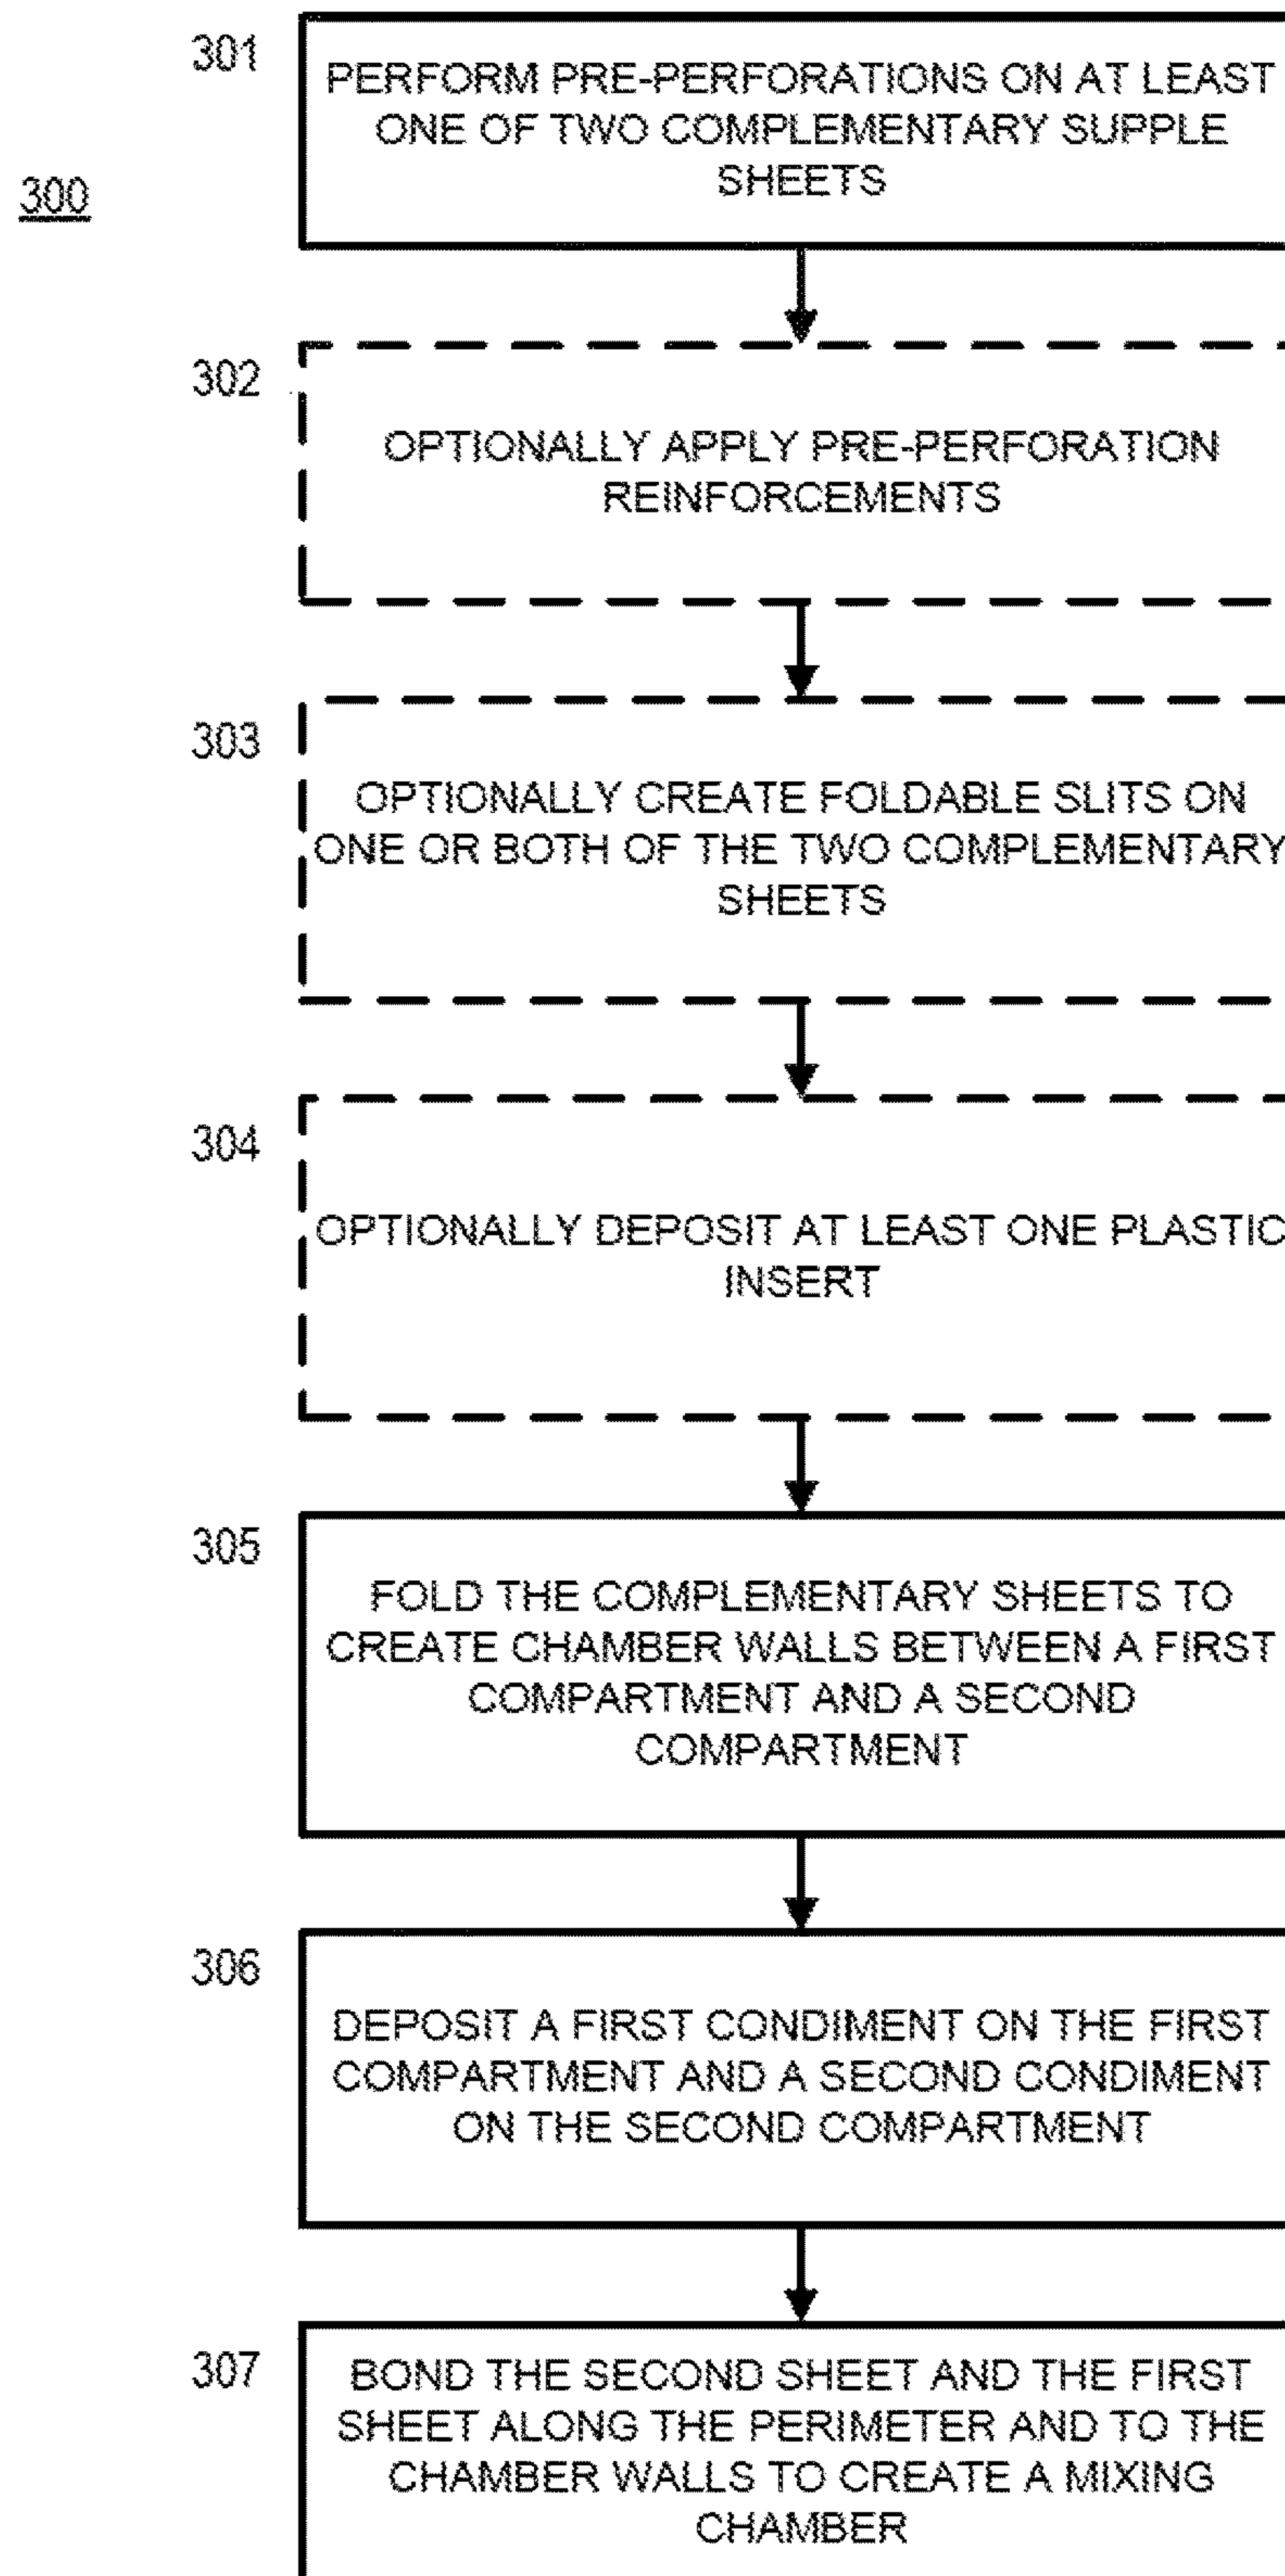 301
PERFORM PRE-PERFORATIONS ON AT LEAST
ONE OF TWO COMPLEMENTARY SUPPLE
SHEETS
300
302
OPTIONALLY APPLY PRE-PERFORATION
REINFORCEMENTS
303
OPTIONALLY CREATE FOLDABLE SLITS ON
ONE OR BOTH OF THE TWO COMPLEMENTARY
SHEETS
304
OPTIONALLY DEPOSIT AT LEAST ONE PLASTIC
INSERT
305
FOLD THE COMPLEMENTARY SHEETS TO
CREATE CHAMBER WALLS BETWEEN A FIRST
COMPARTMENT AND A SECOND
COMPARTMENT
306
DEPOSIT A FIRST CONDIMENT ON THE FIRST
COMPARTMENT AND A SECOND CONDIMENT
ON THE SECOND COMPARTMENT
307
BOND THE SECOND SHEET AND THE FIRST
SHEET ALONG THE PERIMETER AND TO THE
CHAMBER WALLS TO CREATE A MIXING
CHAMBER